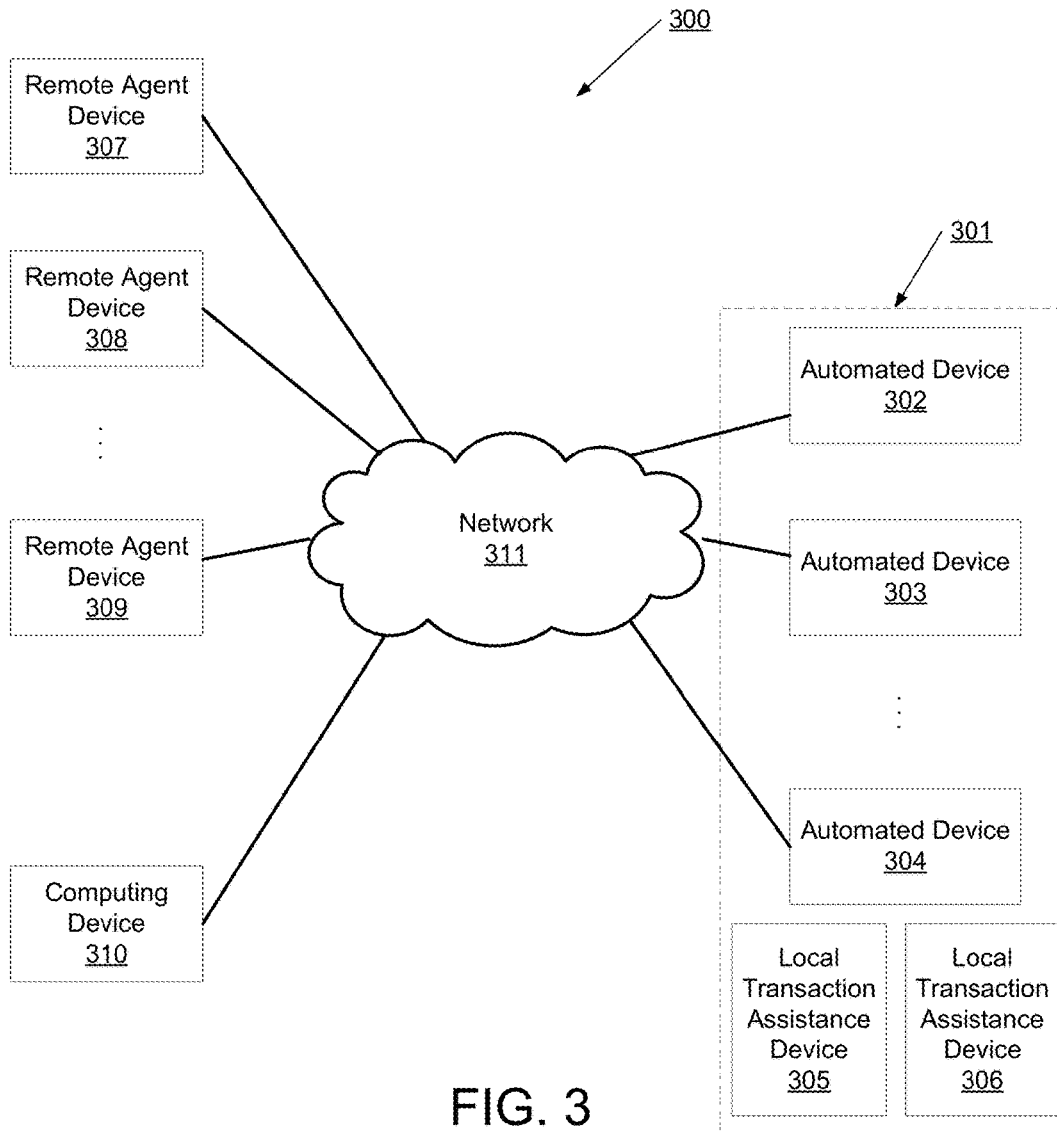 300
Remote Agent
Device
307
Remote Agent
Device
308
Remote Agent
Device
309
Computing
Device
310
Network
311
301
Automated Device
302
Automated Device
303
Automated Device
304
Local
Transaction
Assistance
Device
305
Local
Transaction
Assistance
Device
306
FIG. 3